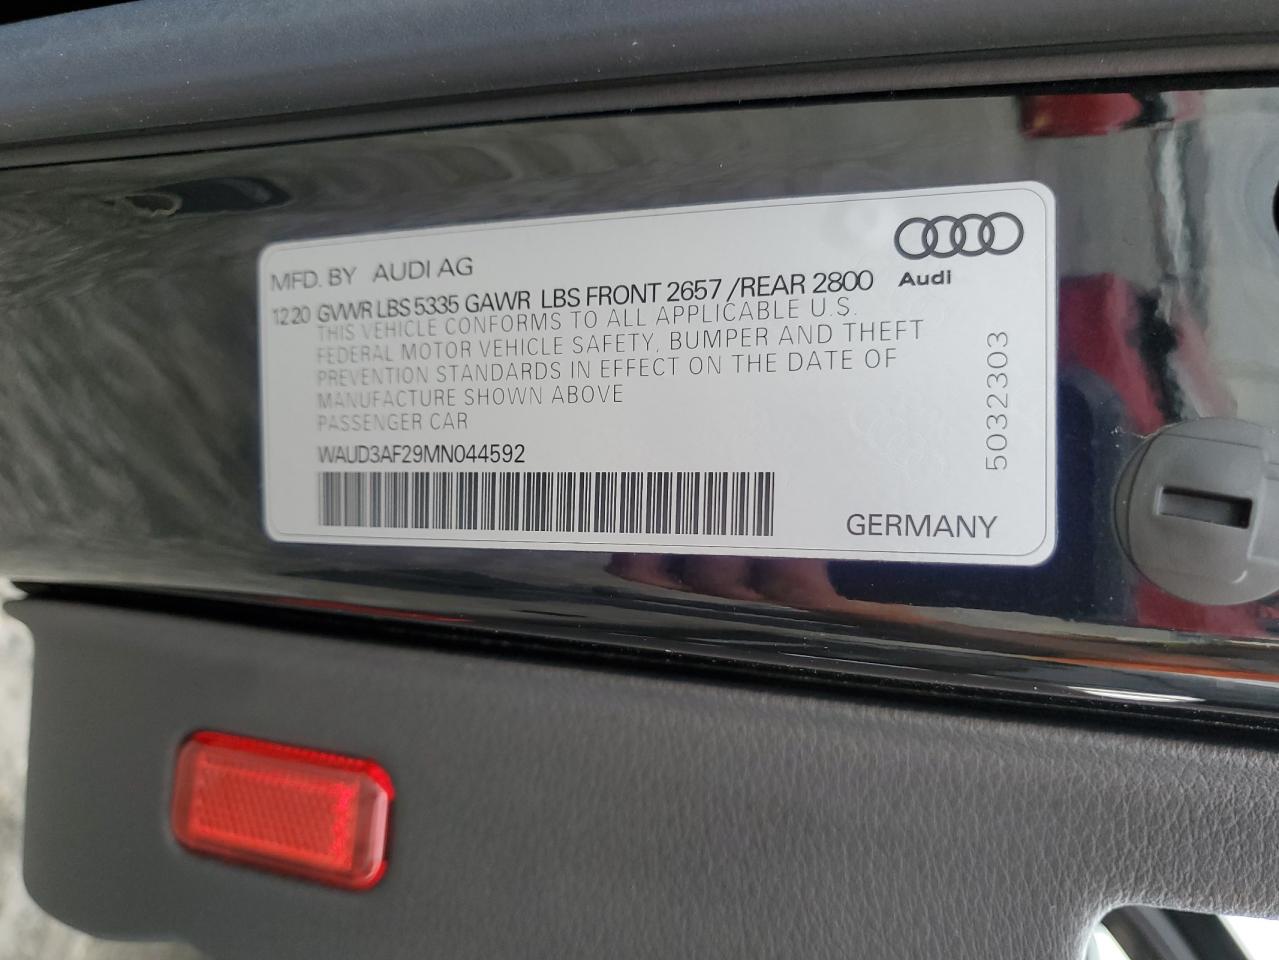 MFD. BY AUDI AG
Audi
12 20 GVWR LBS 5335 GAWR LBS FRONT 2657 /REAR 2800
THIS VEHICLE CONFORMS TO ALL APPLICABLE U.S.
FEDERAL MOTOR VEHICLE SAFETY, BUMPER AND THEFT
PREVENTION STANDARDS IN EFFECT ON THE DATE OF
MANUFACTURE SHOWN ABOVE
PASSENGER CAR
WAUD3AF29MN044592
GERMANY
5032303